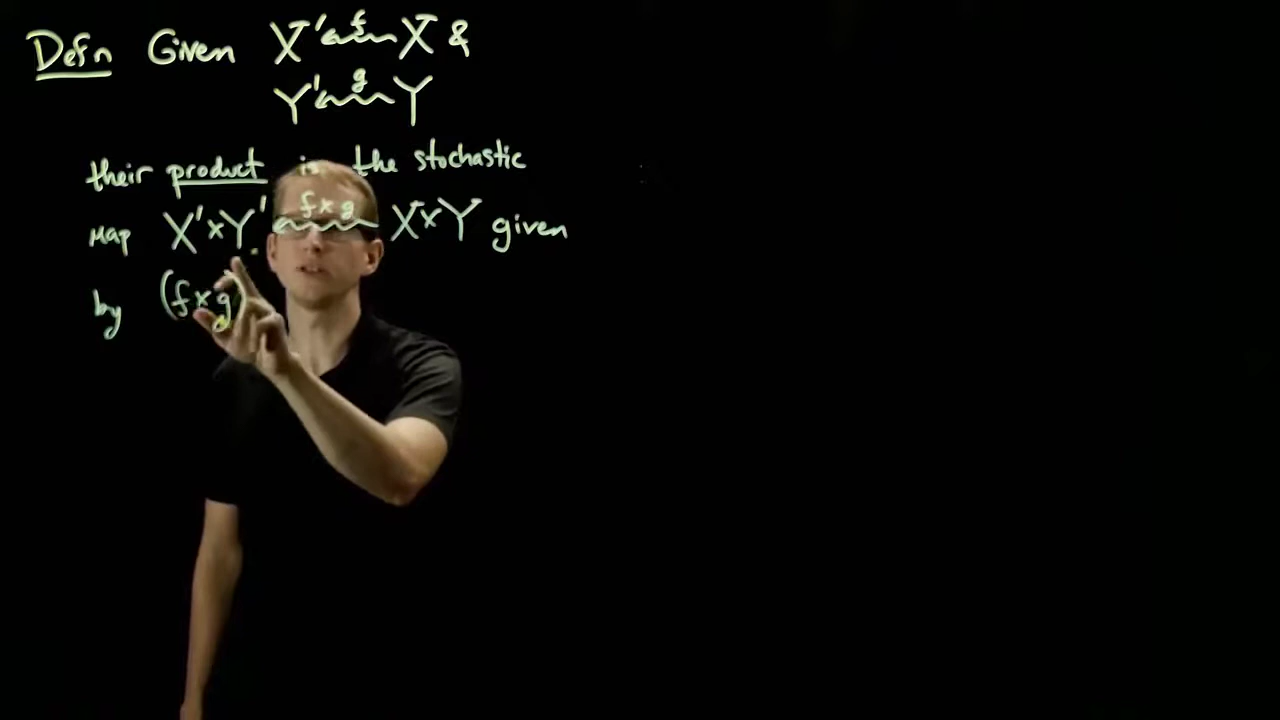 Defn Given X' f X &
Y' g Y
their product is the stochastic
Map X'×Y' f×g X×Y given
by (f×g)